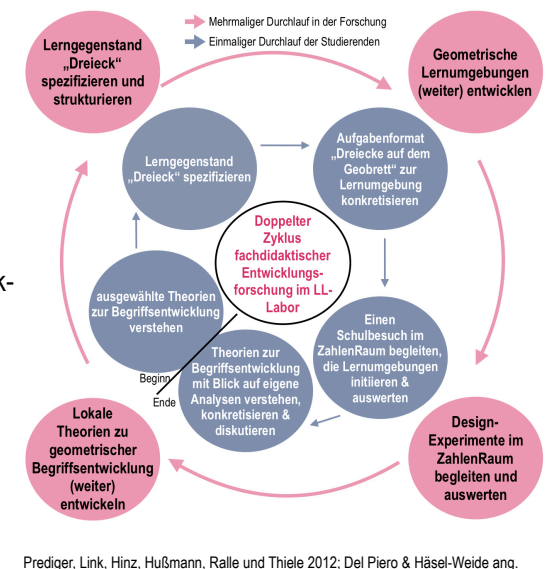 Mehrmaliger Durchlauf in der Forschung
Einmaliger Durchlauf der Studierenden
Lerngegenstand
„Dreieck“
spezifizieren und
strukturieren
Geometrische
Lernumgebungen
(weiter) entwicklen
Lerngegenstand
„Dreieck“ spezifizieren
Aufgabenformat
„Dreiecke auf dem
Geobrett“ zur
Lernumgebung
konkretisieren
Doppelter
Zyklus
fachdidaktischer
Entwicklungs-
forschung im LL-
Labor
k-
ausgewählte Theorien
zur Begriffsentwicklung
verstehen
Einen
Schulbesuch im
ZahlenRaum begleiten,
die Lernumgebungen
initiieren &
auswerten
Theorien zur
Begriffsentwicklung
mit Blick auf eigene
Analysen verstehen,
konkretisieren &
diskutieren
Beginn
Ende
Lokale
Theorien zu
geometrischer
Begriffsentwicklung
(weiter)
entwickeln
Design-
Experimente im
ZahlenRaum
begleiten und
auswerten
Prediger, Link, Hinz, Hußmann, Ralle und Thiele 2012; Del Piero & Häsel-Weide ang.